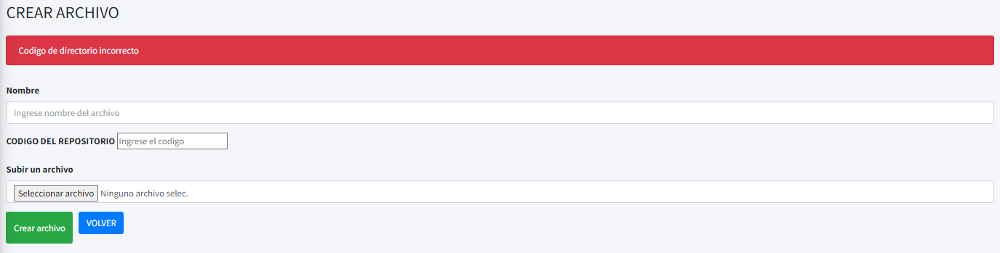 CREAR ARCHIVO
Codigo de directorio incorrecto
Nombre
Ingrese nombre del archivo
CODIGO DEL REPOSITORIO Ingrese el codigo
Subir un archivo
Seleccionar archivo Ninguno archivo selec.
Crear archivo VOLVER